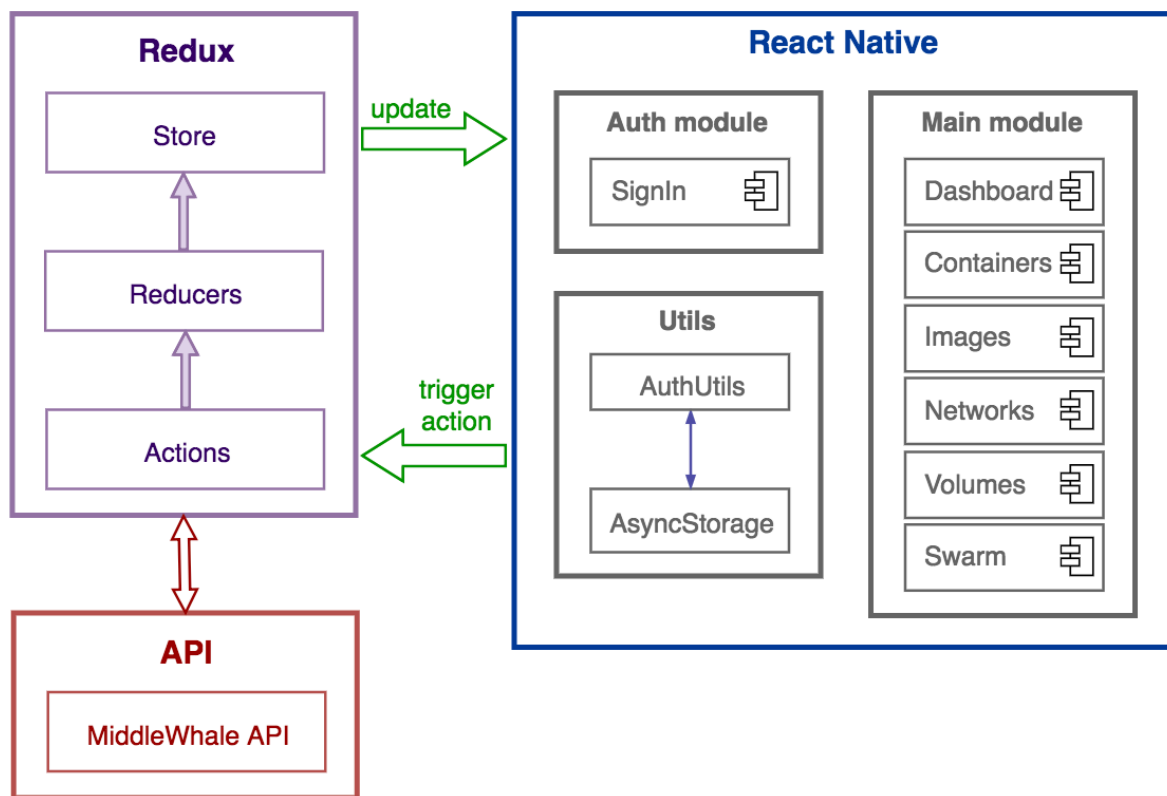 Redux
Store
Reducers
Actions
update
trigger
action
API
MiddleWhale API
React Native
Auth module
SignIn
Utils
AuthUtils
AsyncStorage
Main module
Dashboard
Containers
Images
Networks
Volumes
Swarm